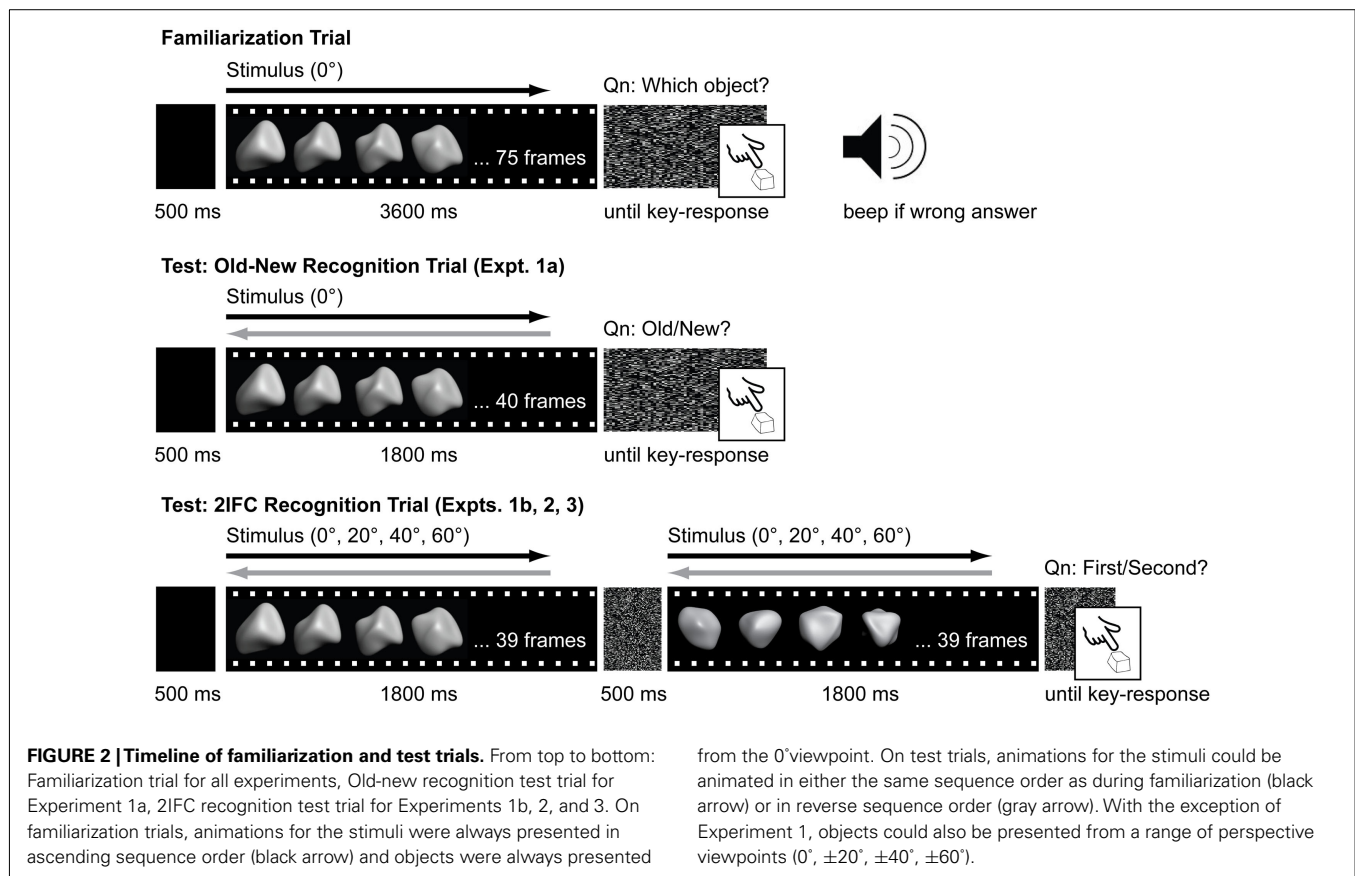 Familiarization Trial
Stimulus (0°)
Qn: Which object?
... 75 frames
500 ms
3600 ms
until key-response
beep if wrong answer
Test: Old-New Recognition Trial (Expt. 1a)
Stimulus (0°)
Qn: Old/New?
... 40 frames
500 ms
1800 ms
until key-response
Test: 2IFC Recognition Trial (Expts. 1b, 2, 3)
Stimulus (0°, 20°, 40°, 60°)
Stimulus (0°, 20°, 40°, 60°)
Qn: First/Second?
... 39 frames
... 39 frames
500 ms
1800 ms
500 ms
1800 ms
until key-response
FIGURE 2 | Timeline of familiarization and test trials. From top to bottom:
Familiarization trial for all experiments, Old-new recognition test trial for
Experiment 1a, 2IFC recognition test trial for Experiments 1b, 2, and 3. On
familiarization trials, animations for the stimuli were always presented in
ascending sequence order (black arrow) and objects were always presented
from the 0°viewpoint. On test trials, animations for the stimuli could be
animated in either the same sequence order as during familiarization (black
arrow) or in reverse sequence order (gray arrow). With the exception of
Experiment 1, objects could also be presented from a range of perspective
viewpoints (0°, ±20°, ±40°, ±60°).